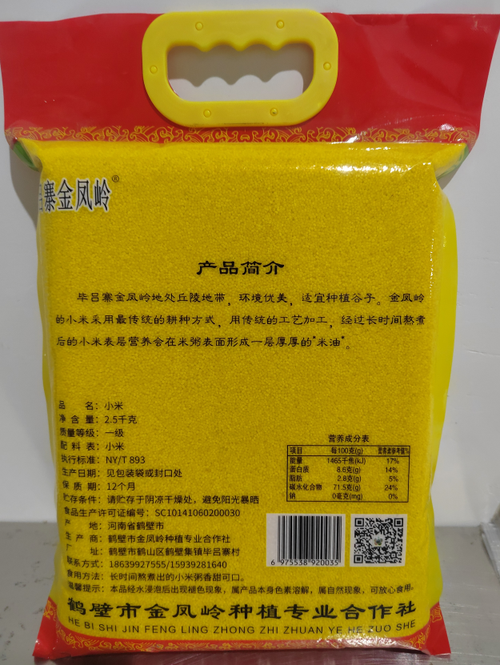 寨金凤岭®
产品简介
毕吕寨金凤岭地处丘陵地带，环境优美，适宜种植谷子。金凤岭
的小米采用最传统的耕种方式，用传统的工艺加工，经过长时间熬煮
后的小米表层营养会在米粥表面形成一层厚厚的"米油"。
品 名：小米
净含量：2.5千克
质量等级：一级
配料表：小米
执行标准：NY/T 893
生产日期：见包装袋或封口处
保质期：12个月
贮存条件：请贮存于阴凉干燥处，避免阳光暴晒
食品生产许可证编号：SC10141060200030
产 地：河南省鹤壁市
生产商：鹤壁市金凤岭种植专业合作社
厂 址：鹤壁市鹤山区鹤壁集镇毕吕寨村
联系方式：18639927555/15939281640
食用方法：长时间熬煮出的小米粥香甜可口。
温馨提示：本品经水浸泡后出现褪色现象，属产品本身色素溶解，属自然现象，可放心食用。
营养成分表
项目 每100克(g) 营养素参考值%
能量 1465千焦(kJ) 17%
蛋白质 8.6克(g) 14%
脂肪 2.8克(g) 5%
碳水化合物 71.5克(g) 24%
钠 0毫克(mg) 0%
6 975538 920035
鹤壁市金凤岭种植专业合作社
HE BI SHI JIN FENG LING ZHONG ZHI ZHUAN YE HE ZUO SHE